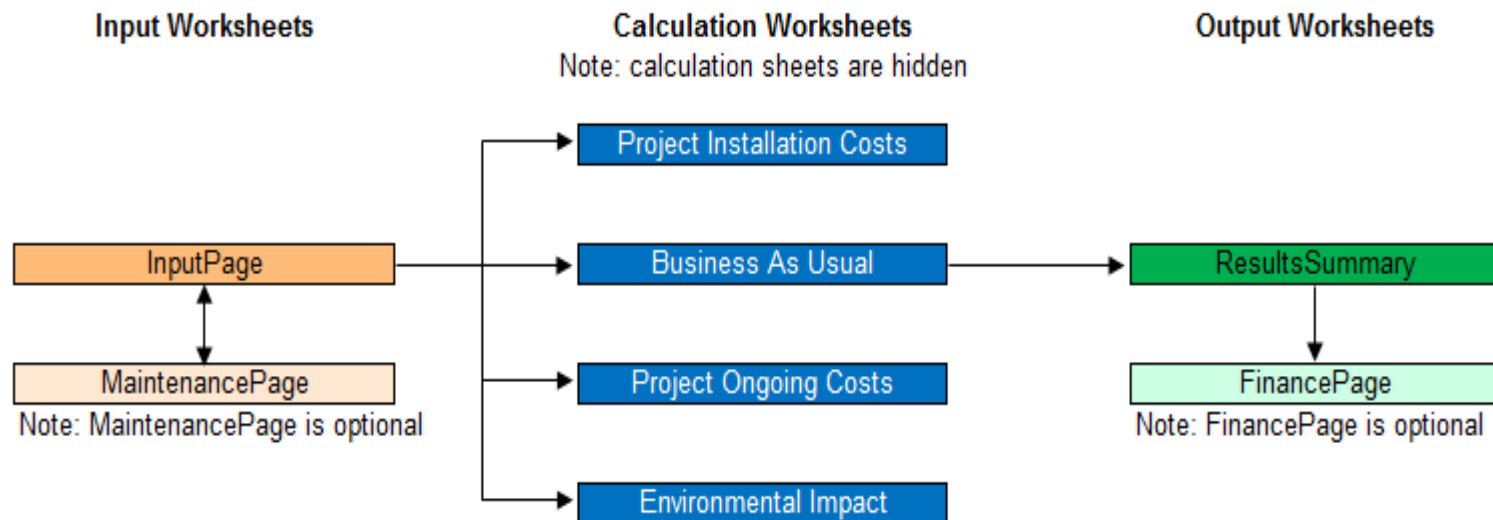 Input Worksheets
Calculation Worksheets
Output Worksheets
Note: calculation sheets are hidden
Project Installation Costs
InputPage
Business As Usual
ResultsSummary
MaintenancePage
Project Ongoing Costs
FinancePage
Note: MaintenancePage is optional
Note: FinancePage is optional
Environmental Impact